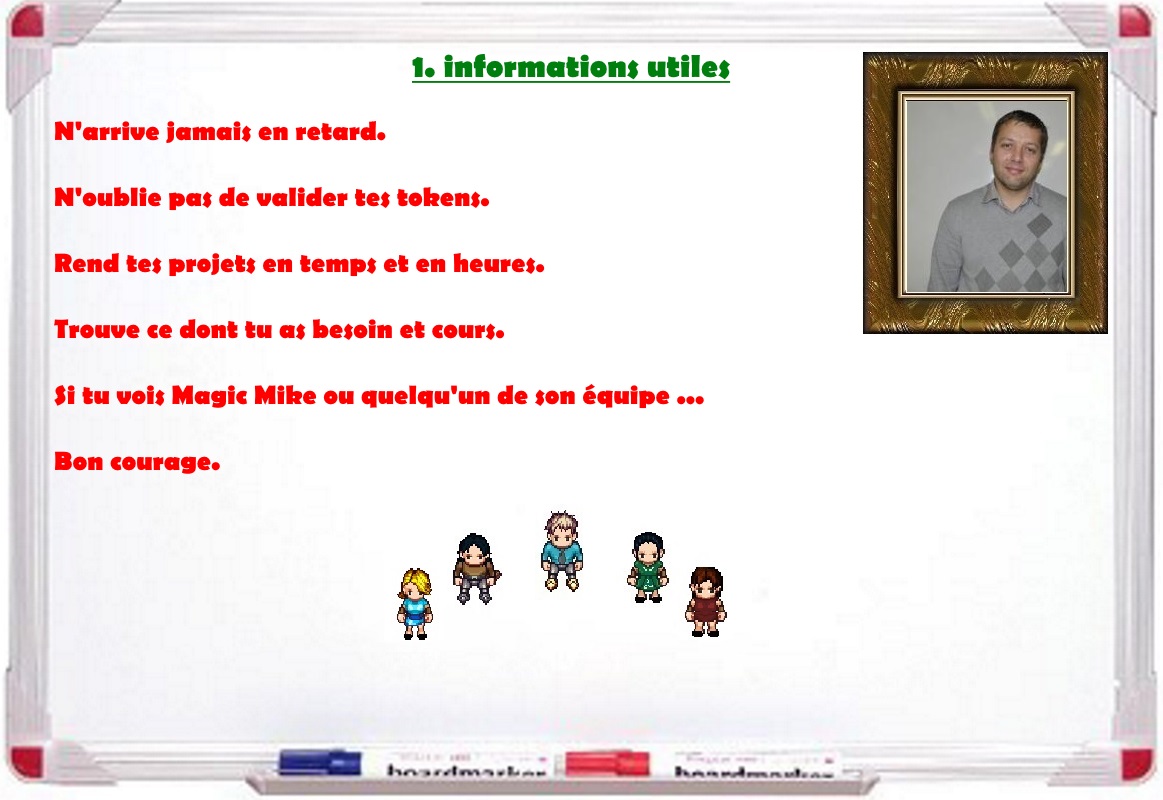 1. informations utiles
N'arrive jamais en retard.
N'oublie pas de valider tes tokens.
Rend tes projets en temps et en heures.
Trouve ce dont tu as besoin et cours.
Si tu vois Magic Mike ou quelqu'un de son équipe ...
Bon courage.
boardmarker boardmarker